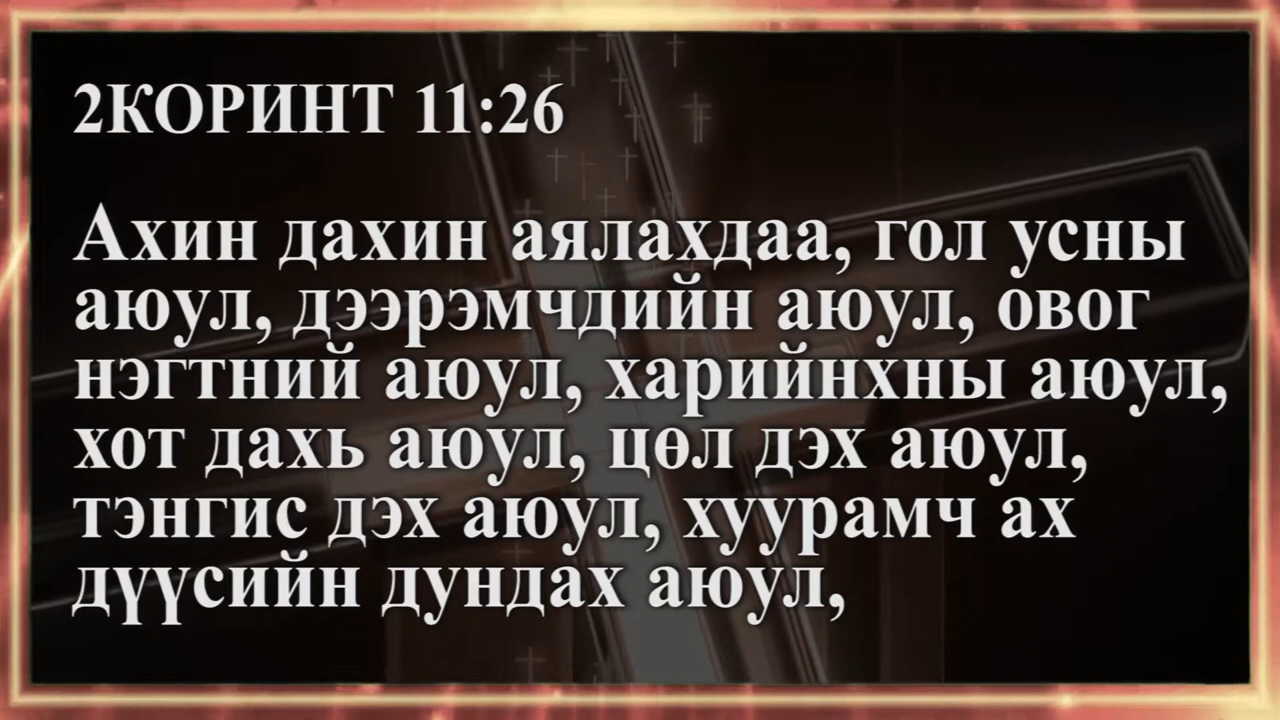 2КОРИНТ 11:26
Ахин дахин аялахдаа, гол усны
аюул, дээрэмчдийн аюул, овог
нэгтний аюул, харийнхны аюул,
хот дахь аюул, цөл дэх аюул,
тэнгис дэх аюул, хуурамч ах
дүүсийн дундах аюул,